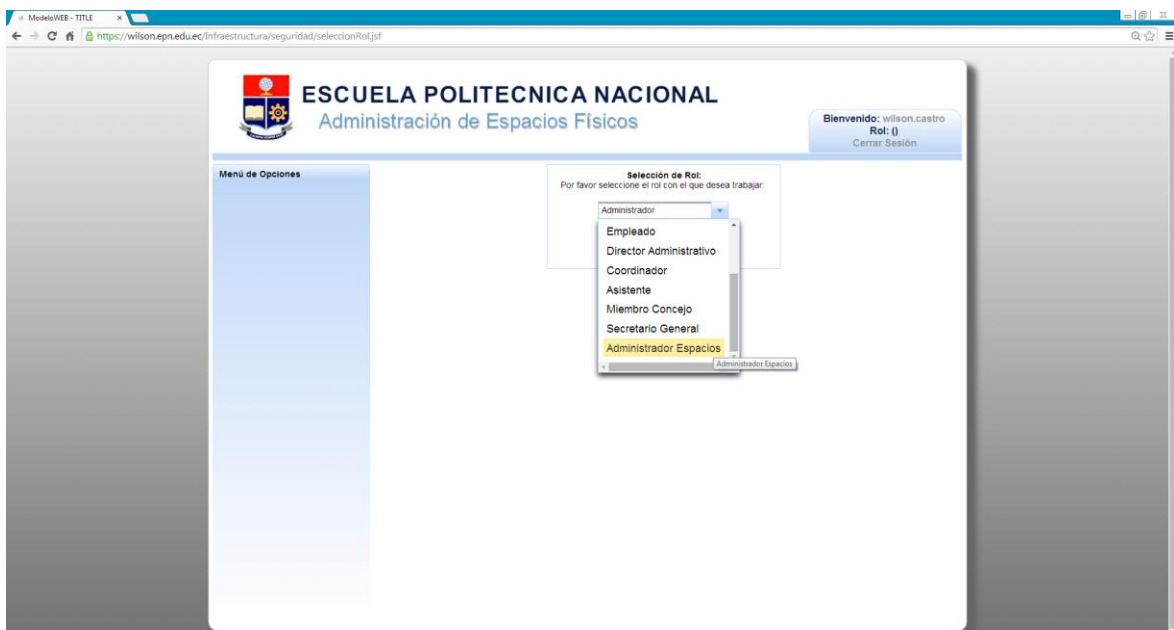 ModeloWEB - TITLE
https://wilson.epn.edu.ec/Infraestructura/seguridad/seleccionRol.jsf
ESCUELA POLITECNICA NACIONAL
Administración de Espacios Físicos
Bienvenido: wilson.castro
Rol: ()
Cerrar Sesión
Menú de Opciones
Selección de Rol:
Por favor seleccione el rol con el que desea trabajar:
Administrador
Empleado
Director Administrativo
Coordinador
Asistente
Miembro Concejo
Secretario General
Administrador Espacios
Administrador Espacios